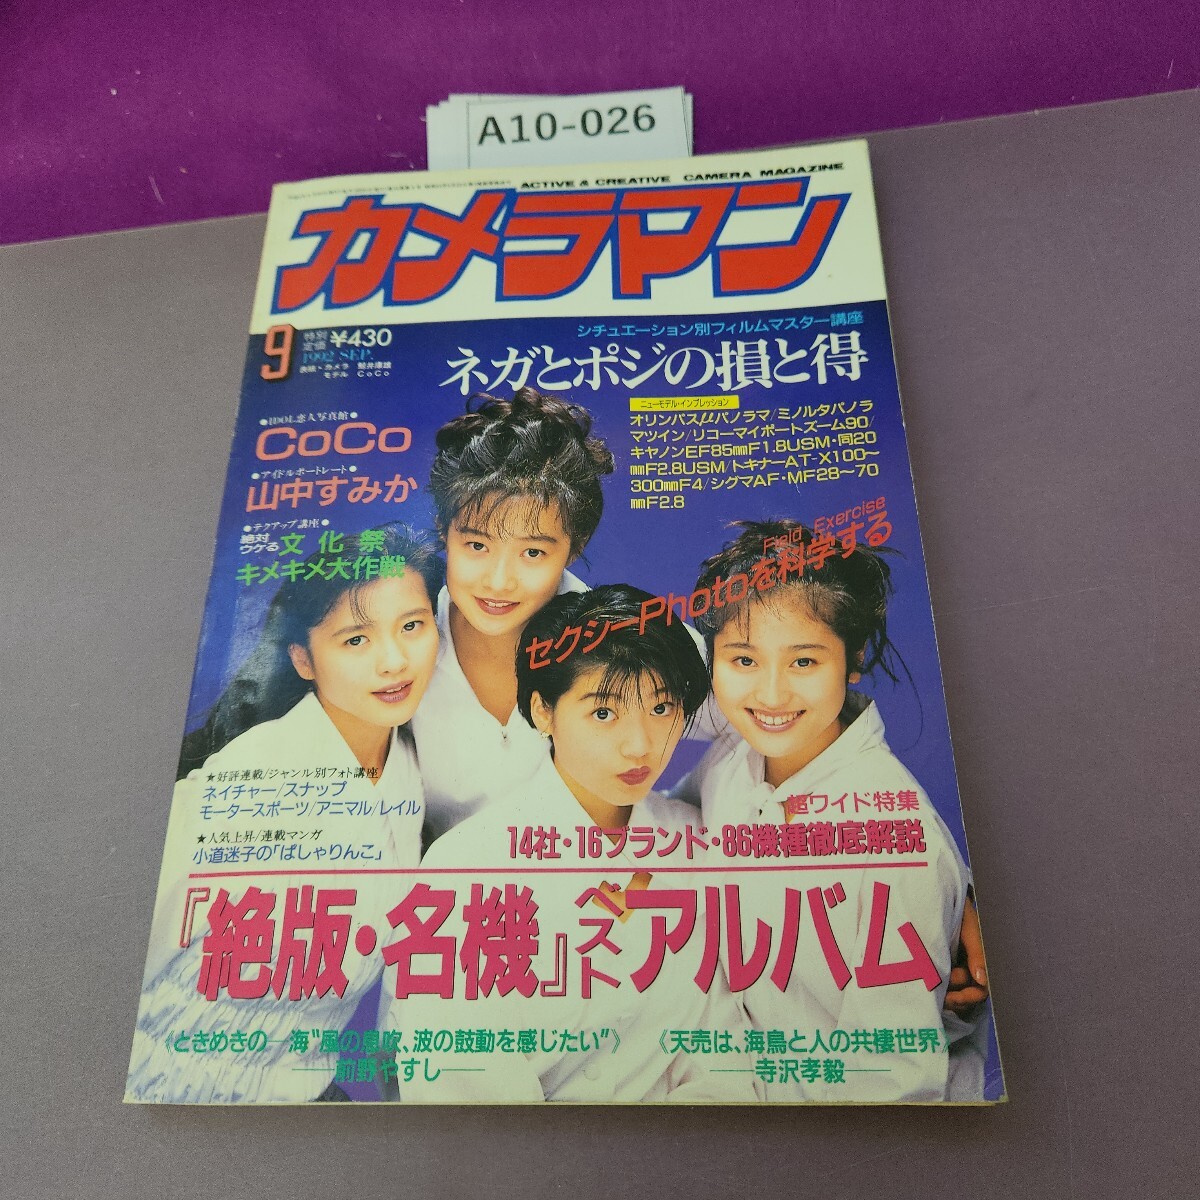 A10-026
ACTIVE & CREATIVE CAMERA MAGAZINE
カメラマン
9
特別
定価
¥430
1992 SEP.
表紙・カメラ 鯨井康雄
モデル CoCo
シチュエーション別フィルムマスター講座
ネガとポジの損と得
ニューモデル・インプレッション
オリンパスμパノラマ/ミノルタパノラ
マツイン/リコーマイポートズーム90/
キヤノンEF85mmF1.8USM・同20
mmF2.8USM/トキナーAT-X100〜
300mmF4/シグマAF・MF28〜70
mmF2.8
●IDOL恋人写真館●
CoCo
●アイドルポートレート●
山中すみか
●テクアップ講座●
絶対
ウケる
文化祭
キメキメ大作戦
Field Exercise
セクシーPhotoを科学する
★好評連載/ジャンル別フォト講座
ネイチャー/スナップ
モータースポーツ/アニマル/レイル
★人気上昇/連載マンガ
小道迷子の「ぱしゃりんこ」
超ワイド特集
14社・16ブランド・86機種徹底解説
『絶版・名機』ベストアルバム
《ときめきの—海“風の息吹、波の鼓動を感じたい”》
——前野やすし——
《天売は、海鳥と人の共棲世界》
——寺沢孝毅——